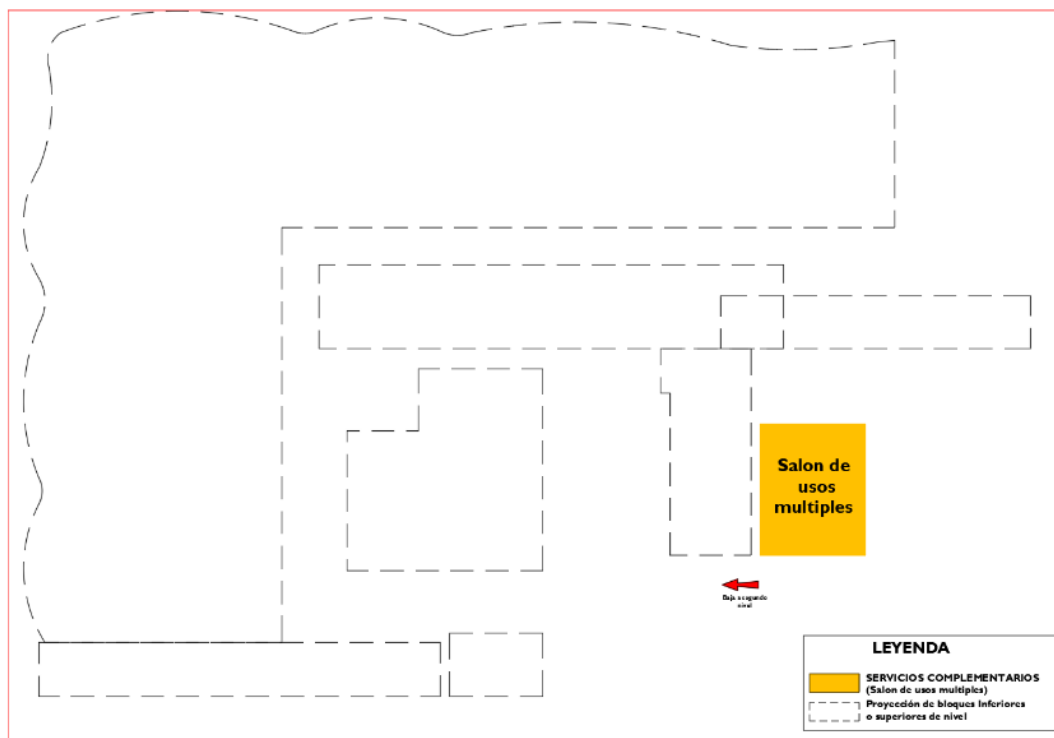 Salon de
usos
multiples
Baja a segundo
nivel
LEYENDA
SERVICIOS COMPLEMENTARIOS
(Salon de usos multiples)
Proyección de bloques Inferiores
o superiores de nivel